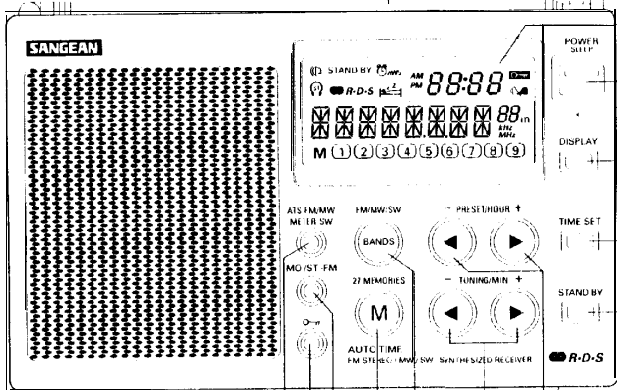 SANGEAN
POWER
SLEEP
STAND BY
AM
PM
88:88
R·D·S
88 in
kHz
MHz
M 1 2 3 4 5 6 7 8 9
DISPLAY
ATS FM/MW
METER SW
FM/MW/SW
- PRESET/HOUR +
BANDS
TIME SET
MO/ST-FM
27 MEMORIES
- TUNING/MIN +
M
STAND BY
AUTO TIME
FM STEREO / MW / SW SYNTHESIZED RECEIVER
R·D·S